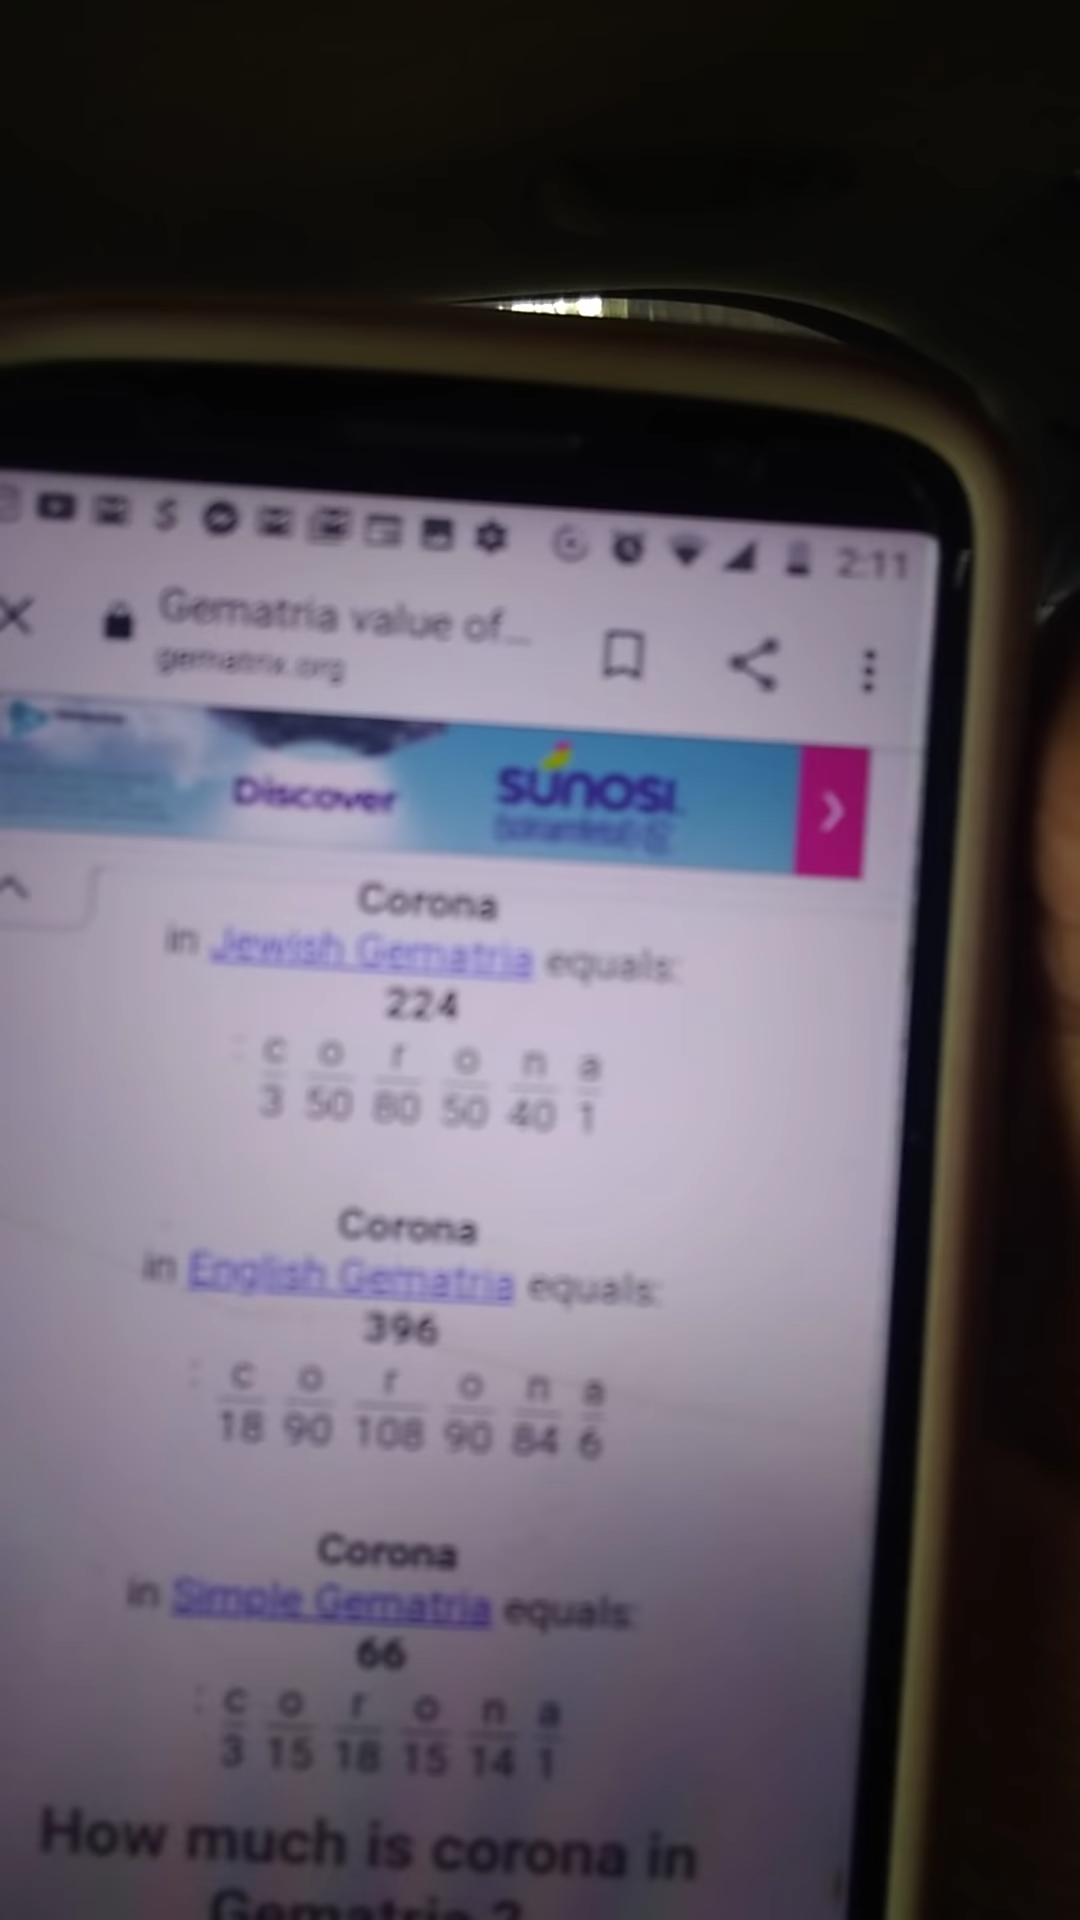 2:11
Gematria value of...
gematrix.org
Discover
sunosi
Corona
in Jewish Gematria equals:
224
: c o r o n a
3 50 80 50 40 1
Corona
in English Gematria equals:
396
: c o r o n a
18 90 108 90 84 6
Corona
in Simple Gematria equals:
66
: c o r o n a
3 15 18 15 14 1
How much is corona in
Gematria ?